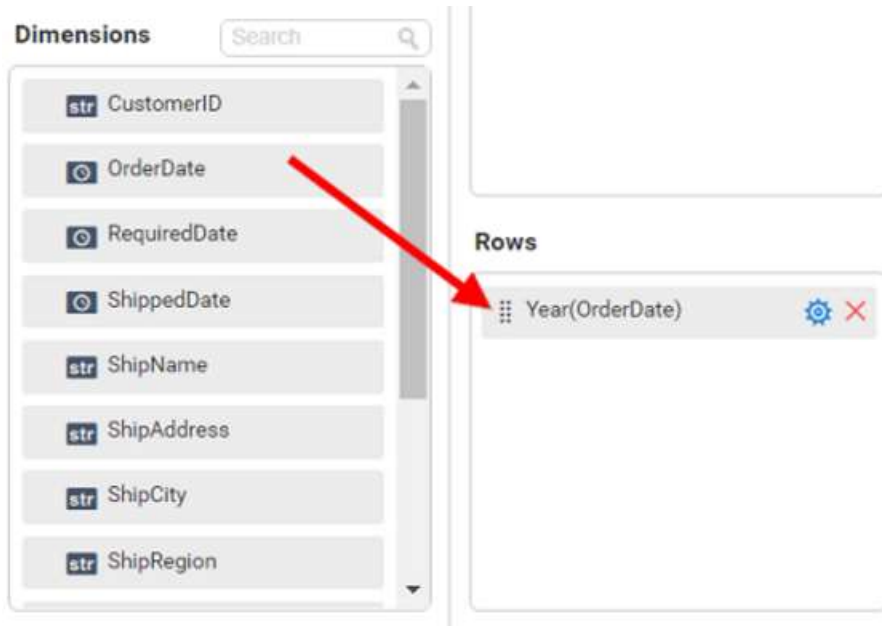 Dimensions
Search
str CustomerID
OrderDate
RequiredDate
ShippedDate
str ShipName
str ShipAddress
str ShipCity
str ShipRegion
Rows
Year(OrderDate)